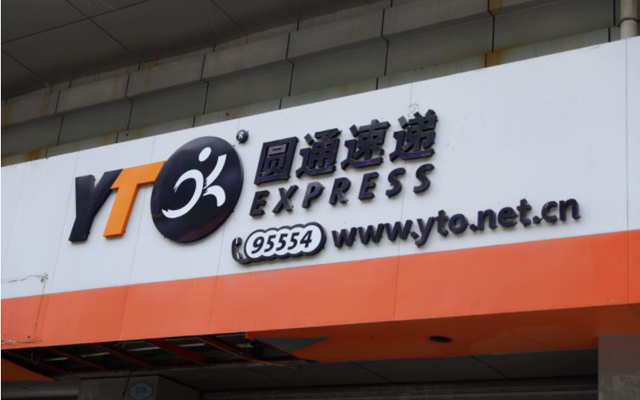 YTO
圆通速递
EXPRESS
95554 www.yto.net.cn